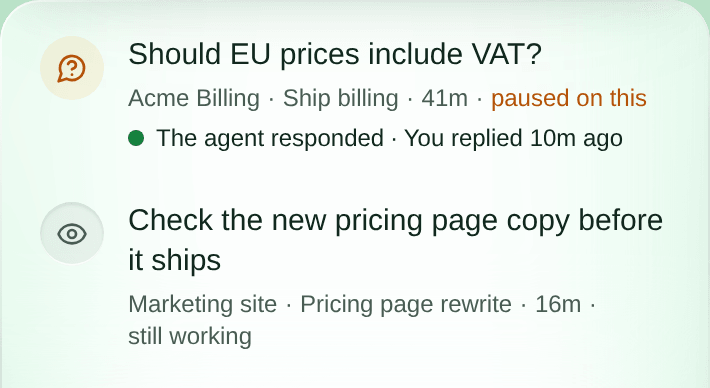 Should EU prices include VAT?
Acme Billing · Ship billing · 41m · paused on this
The agent responded · You replied 10m ago
Check the new pricing page copy before
it ships
Marketing site · Pricing page rewrite · 16m ·
still working